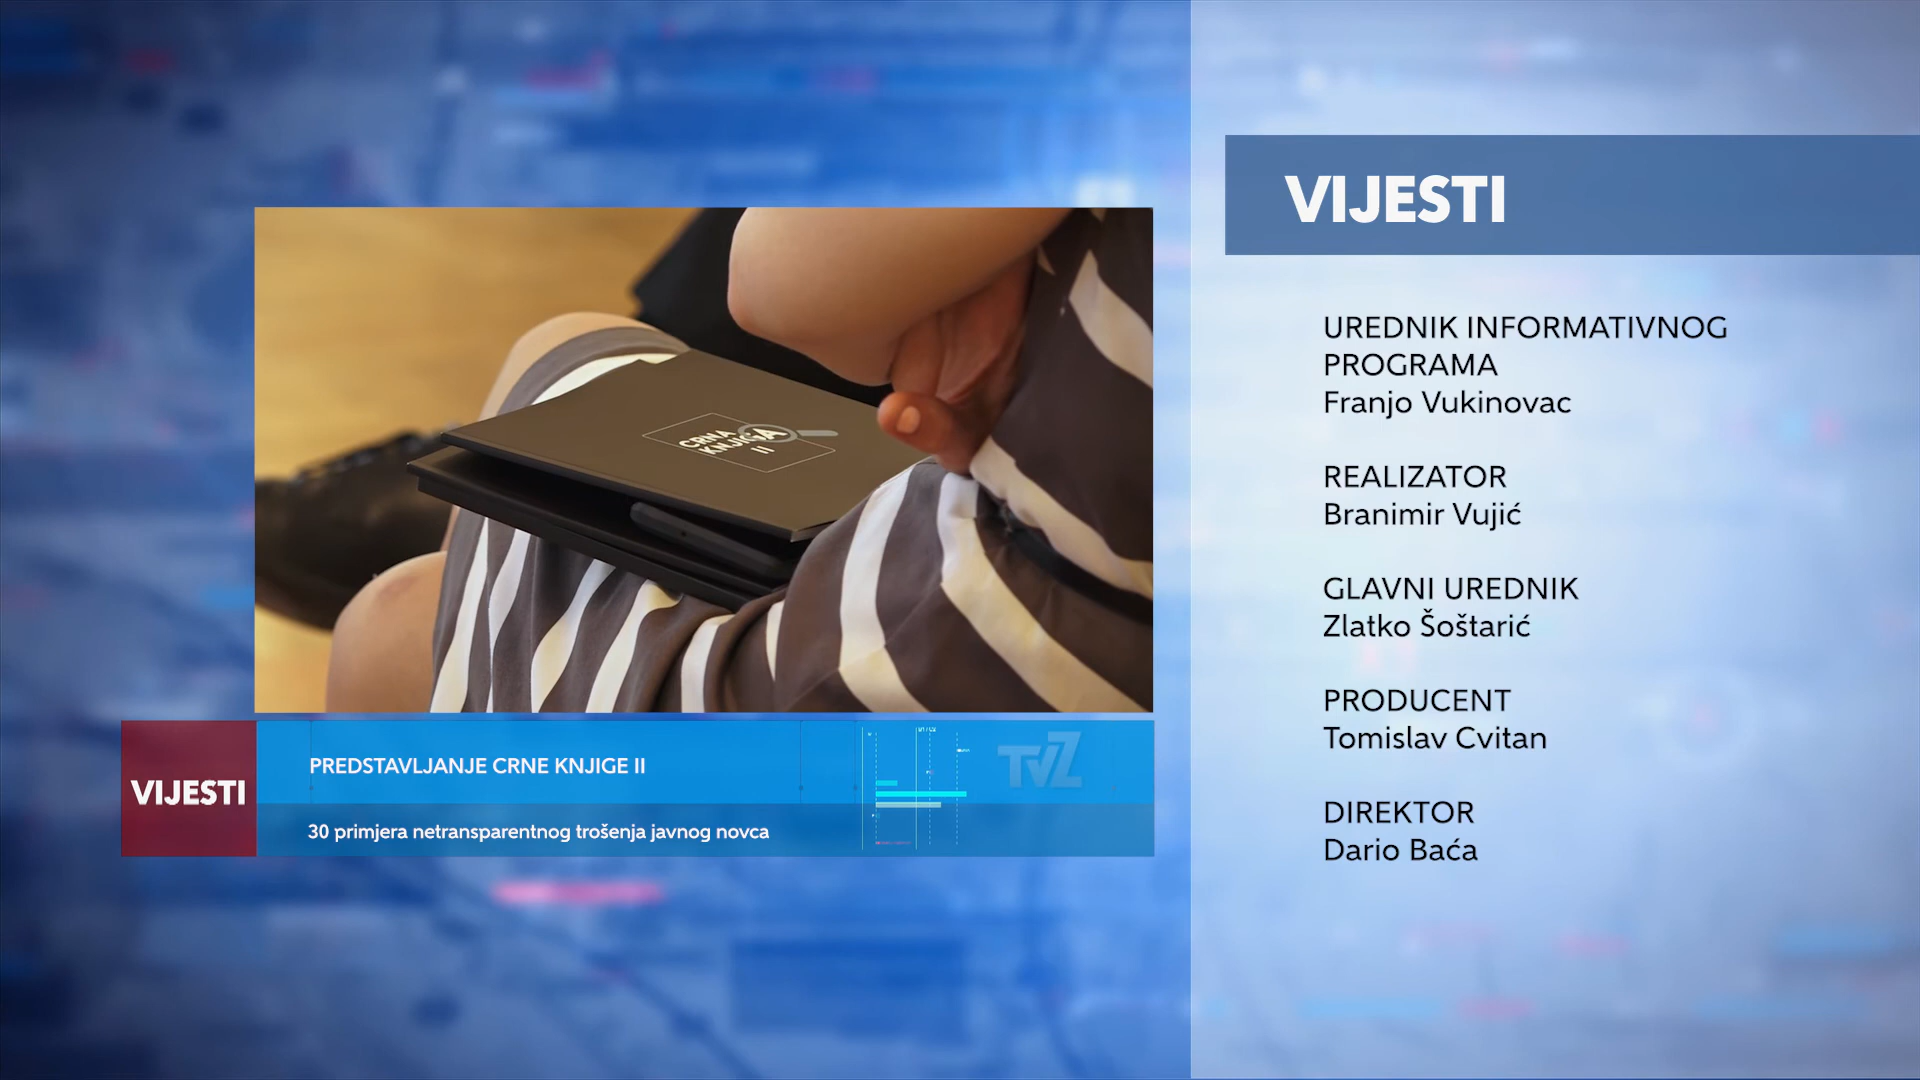 CRNA
KNJIGA
II
VIJESTI
PREDSTAVLJANJE CRNE KNJIGE II
30 primjera netransparentnog trošenja javnog novca
TVZ
VIJESTI
UREDNIK INFORMATIVNOG
PROGRAMA
Franjo Vukinovac
REALIZATOR
Branimir Vujić
GLAVNI UREDNIK
Zlatko Šoštarić
PRODUCENT
Tomislav Cvitan
DIREKTOR
Dario Baća